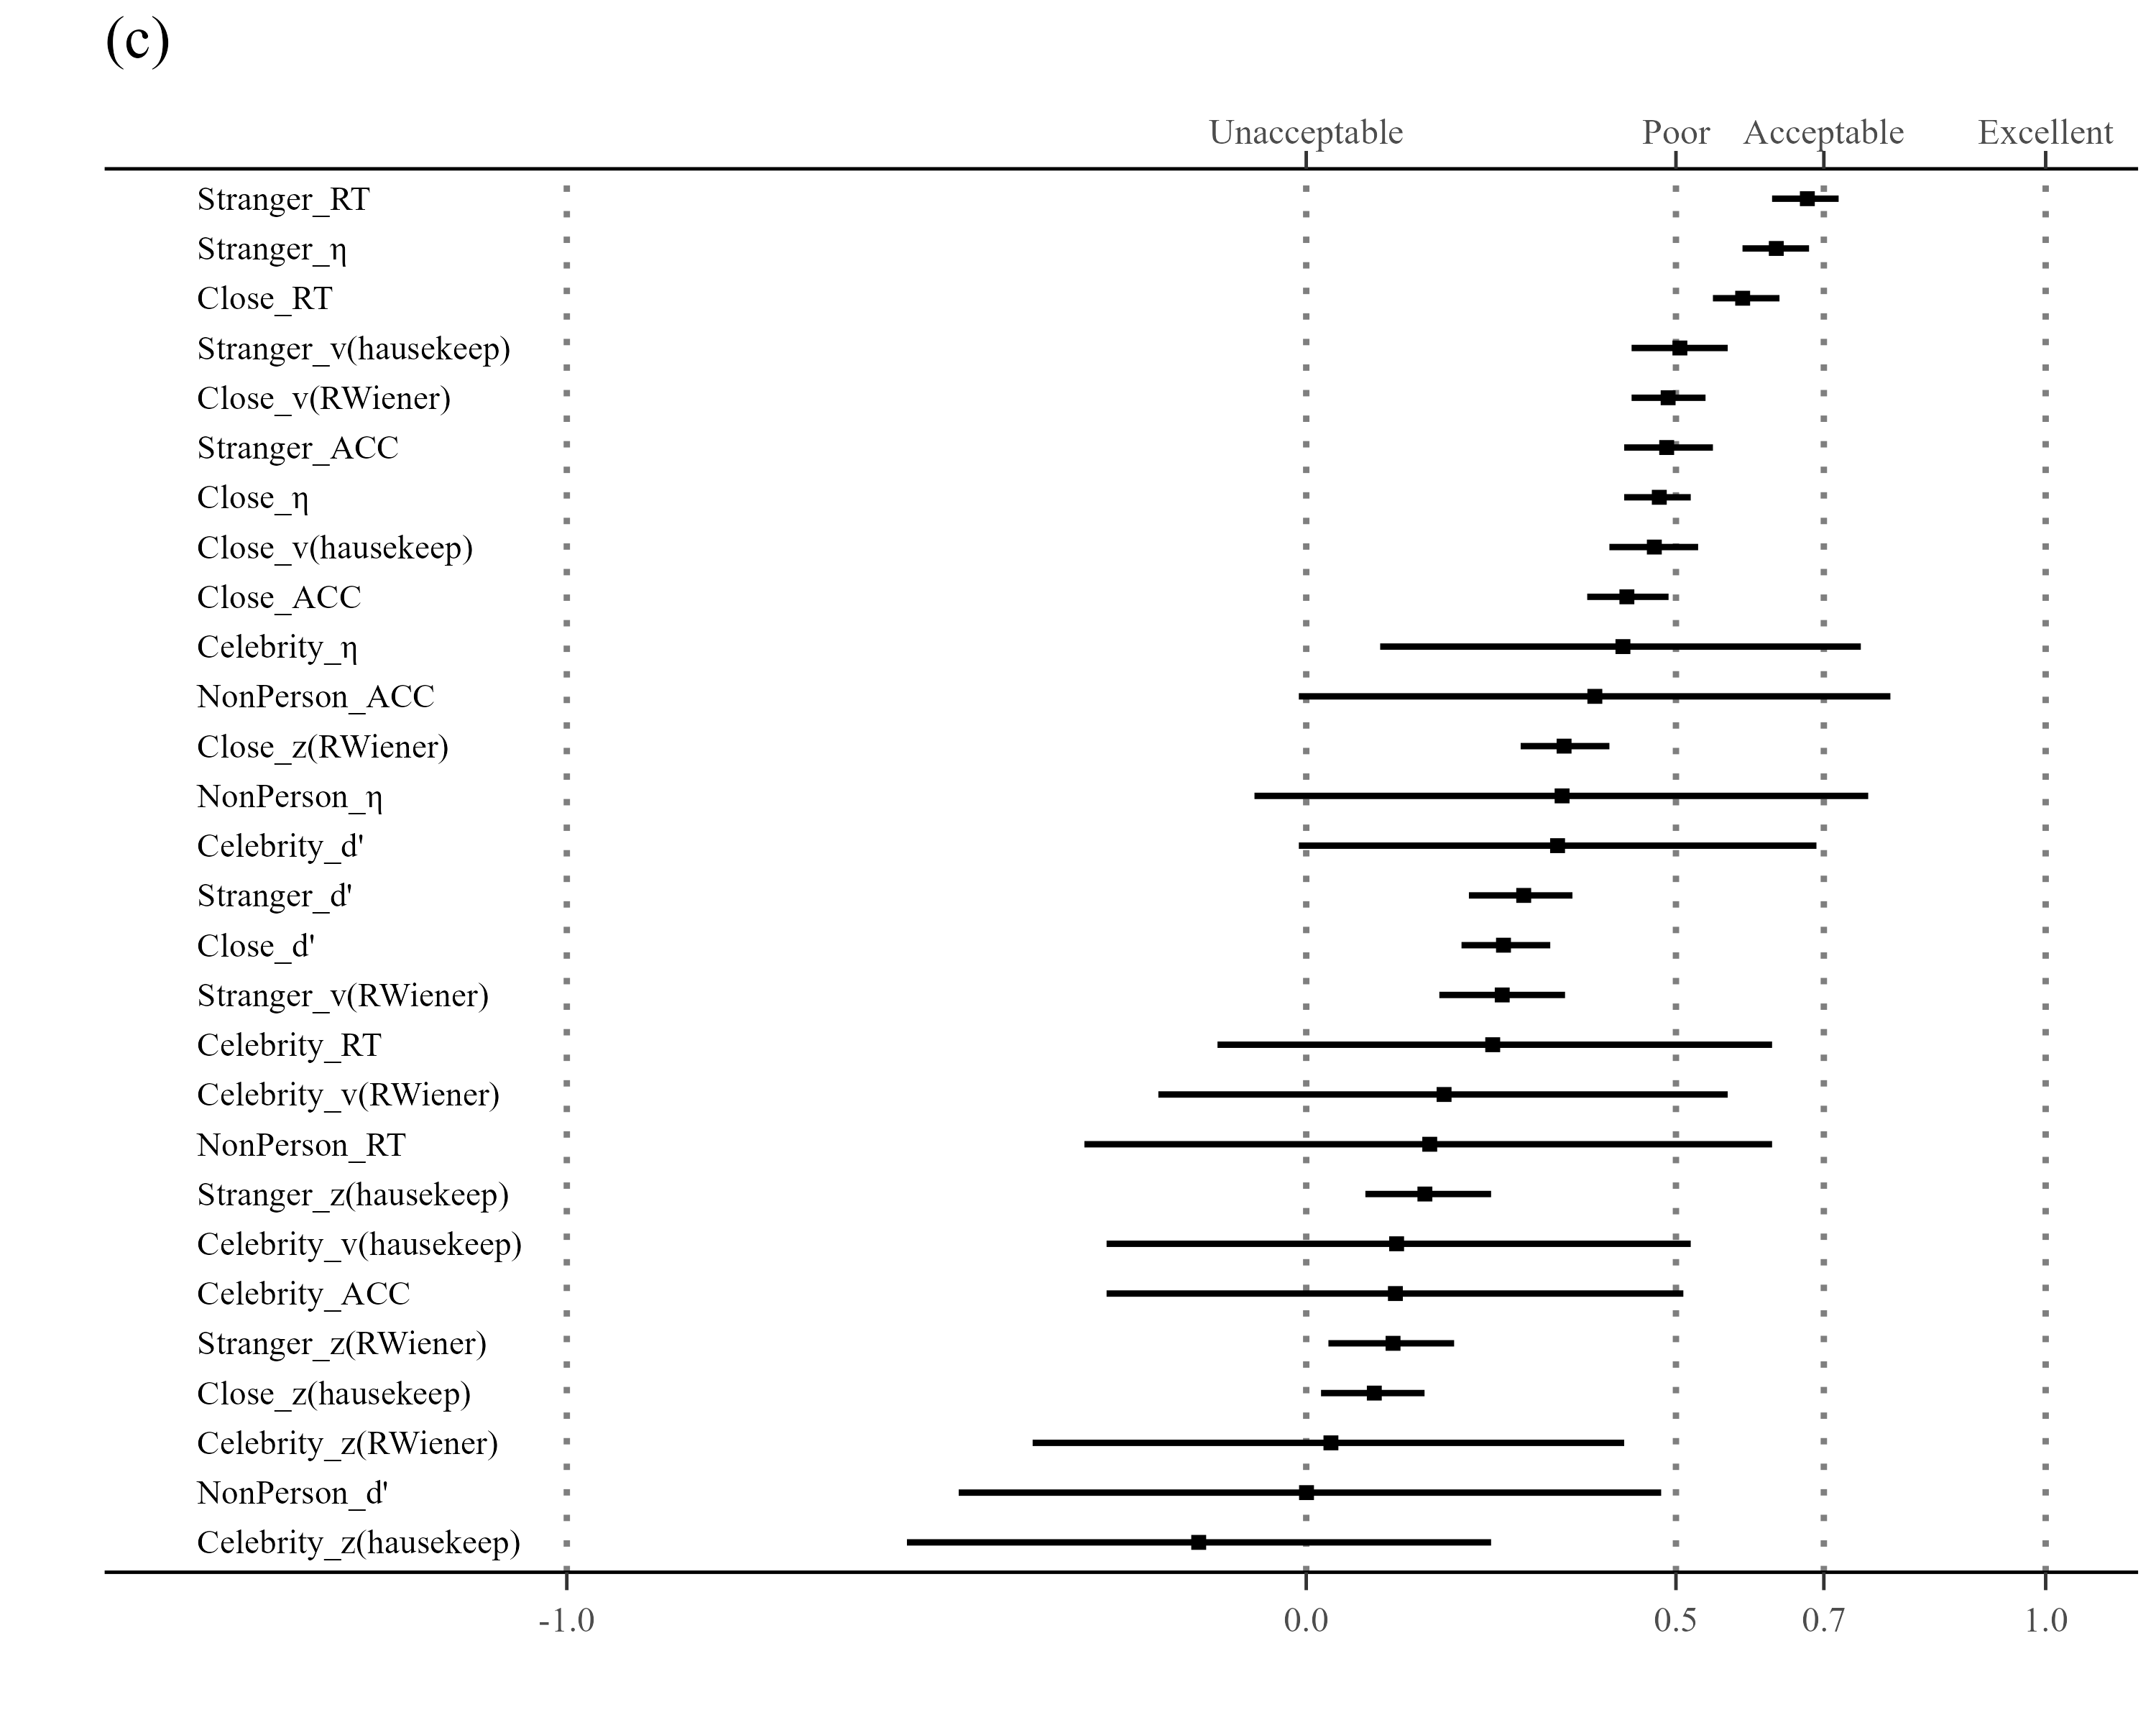 (c)
Unacceptable Poor Acceptable Excellent
Stranger_RT
Stranger_η
Close_RT
Stranger_v(hausekeep)
Close_v(RWiener)
Stranger_ACC
Close_η
Close_v(hausekeep)
Close_ACC
Celebrity_η
NonPerson_ACC
Close_z(RWiener)
NonPerson_η
Celebrity_d'
Stranger_d'
Close_d'
Stranger_v(RWiener)
Celebrity_RT
Celebrity_v(RWiener)
NonPerson_RT
Stranger_z(hausekeep)
Celebrity_v(hausekeep)
Celebrity_ACC
Stranger_z(RWiener)
Close_z(hausekeep)
Celebrity_z(RWiener)
NonPerson_d'
Celebrity_z(hausekeep)
-1.0 0.0 0.5 0.7 1.0